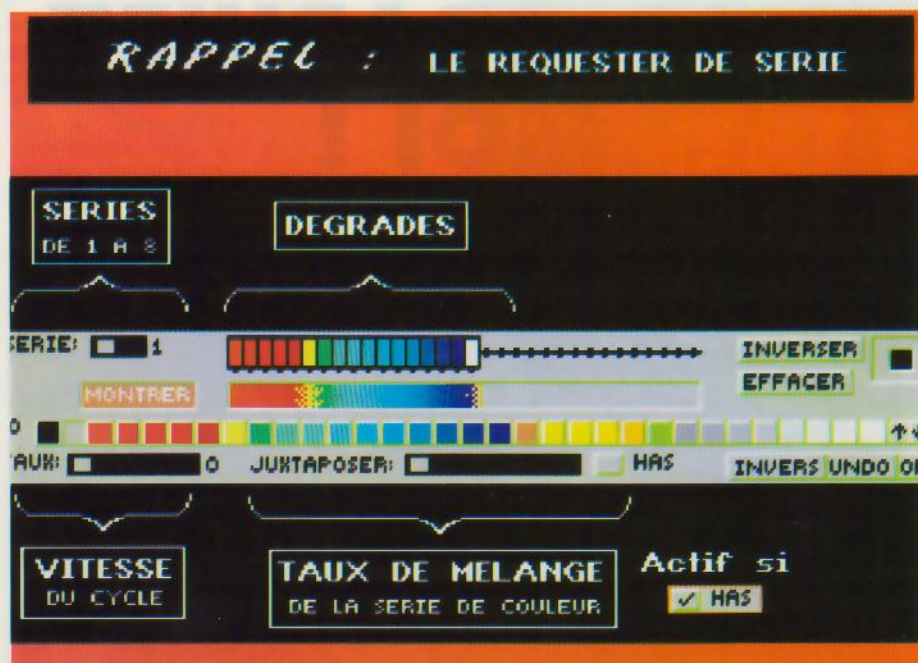 RAPPEL : LE REQUESTER DE SERIE
SERIES
DE 1 A 8
DEGRADES
SERIE: 1
INVERSER
MONTRER
EFFACER
TAUX: 0 JUXTAPOSER: HAS INVERS UNDO
VITESSE
DU CYCLE
TAUX DE MELANGE
DE LA SERIE DE COULEUR
Actif si
✓ HAS